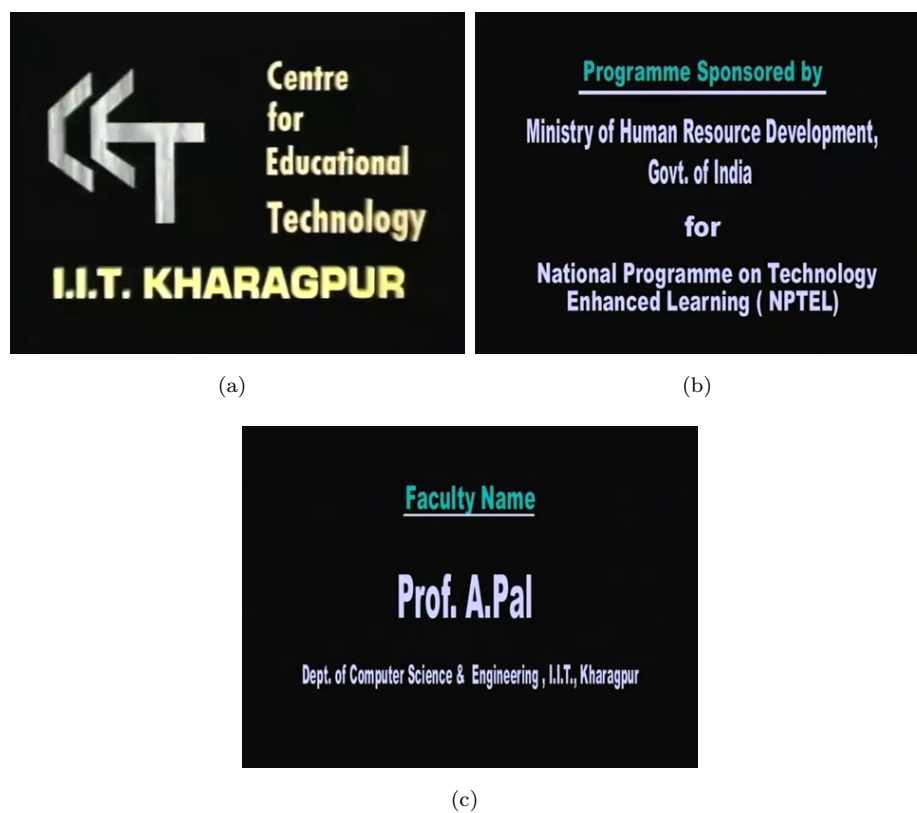 CET
Centre
for
Educational
Technology
I.I.T. KHARAGPUR
(a)
Programme Sponsored by
Ministry of Human Resource Development,
Govt. of India
for
National Programme on Technology
Enhanced Learning ( NPTEL)
(b)
Faculty Name
Prof. A.Pal
Dept. of Computer Science & Engineering , I.I.T., Kharagpur
(c)